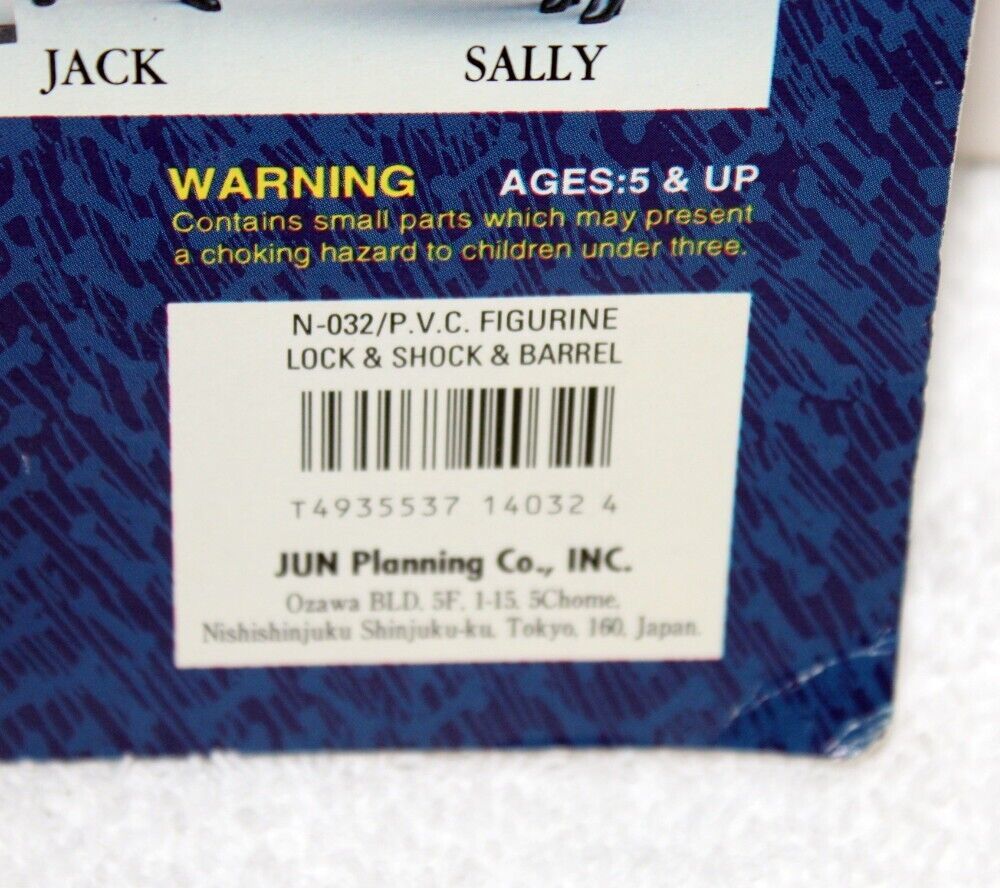 JACK SALLY
WARNING AGES:5 & UP
Contains small parts which may present
a choking hazard to children under three.
N-032/P.V.C. FIGURINE
LOCK & SHOCK & BARREL
T4935537 14032 4
JUN Planning Co., INC.
Ozawa BLD. 5F. 1-15. 5Chome.
Nishishinjuku Shinjuku-ku. Tokyo. 160. Japan.